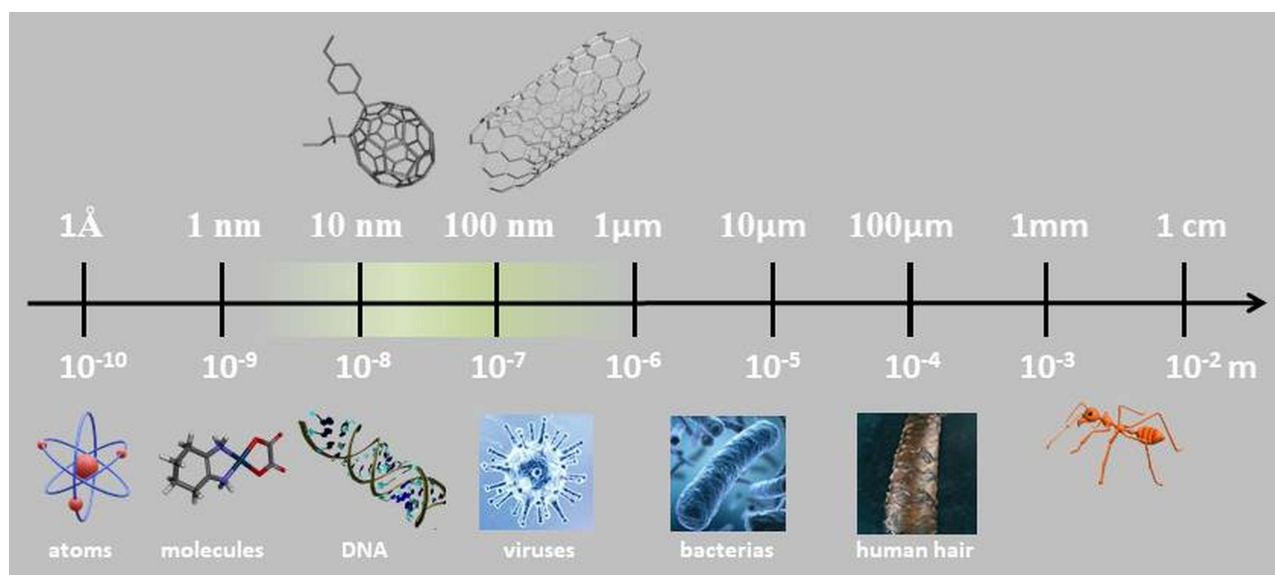 1Å 1 nm 10 nm 100 nm 1µm 10µm 100µm 1mm 1 cm
10⁻¹⁰ 10⁻⁹ 10⁻⁸ 10⁻⁷ 10⁻⁶ 10⁻⁵ 10⁻⁴ 10⁻³ 10⁻² m
atoms molecules DNA viruses bacterias human hair